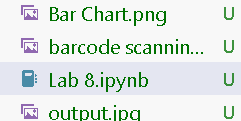 Bar Chart.png U
barcode scannin... U
Lab 8.ipynb U
output.jpg U